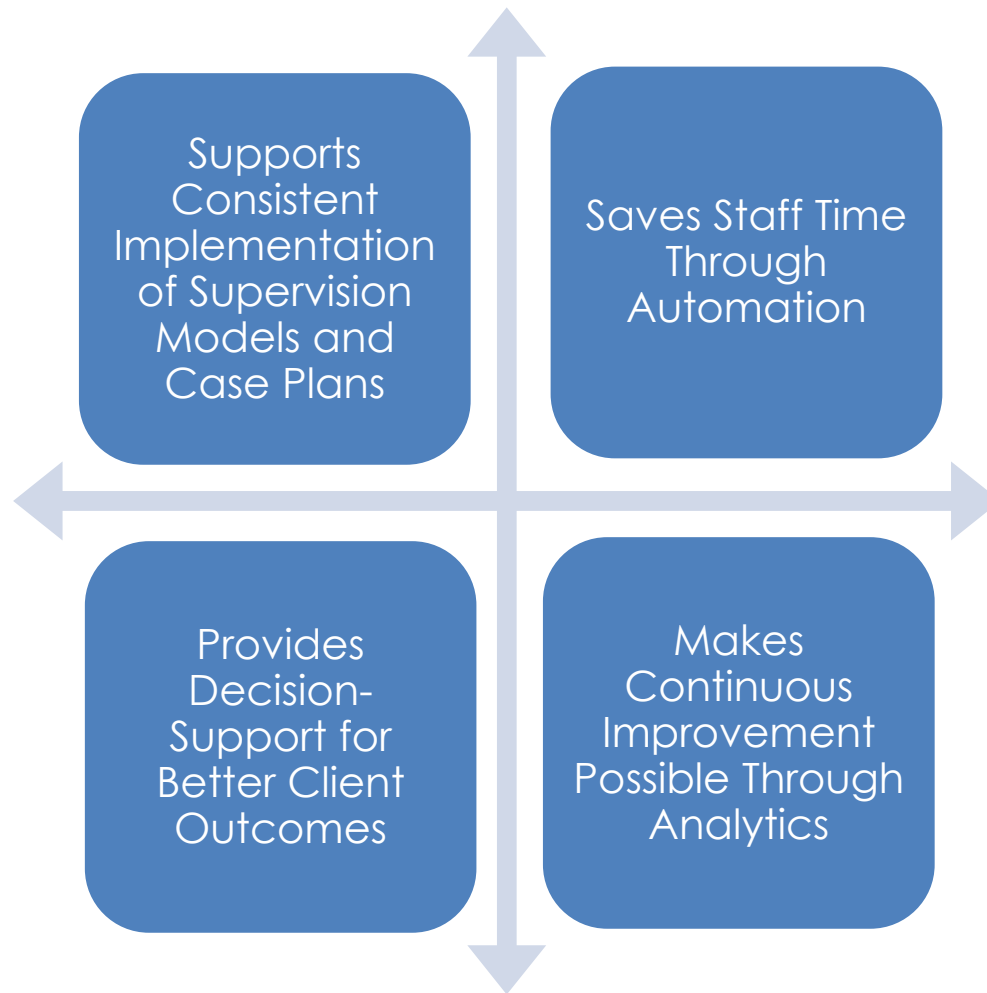 Supports
Consistent
Implementation
of Supervision
Models and
Case Plans
Saves Staff Time
Through
Automation
Provides
Decision-
Support for
Better Client
Outcomes
Makes
Continuous
Improvement
Possible Through
Analytics